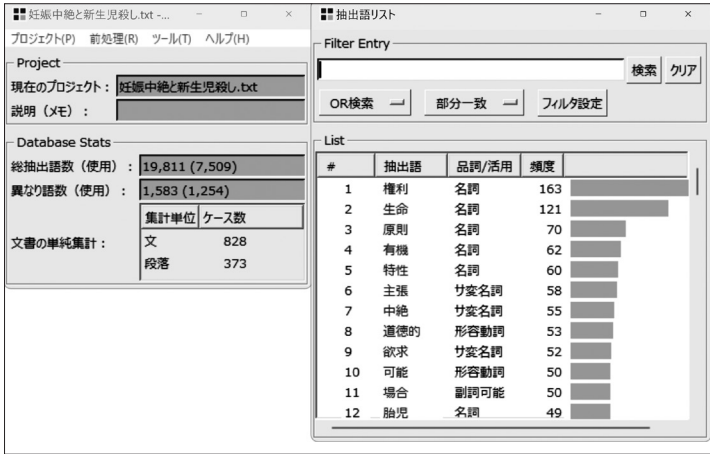 妊娠中絶と新生児殺し.txt -...
プロジェクト(P) 前処理(R) ツール(T) ヘルプ(H)
Project
現在のプロジェクト： 妊娠中絶と新生児殺し.txt
説明（メモ）：
Database Stats
総抽出語数（使用）： 19,811 (7,509)
異なり語数（使用）： 1,583 (1,254)
文書の単純集計：
集計単位 ケース数
文 828
段落 373
抽出語リスト
Filter Entry
検索 クリア
OR検索 部分一致 フィルタ設定
List
# 抽出語 品詞/活用 頻度
1 権利 名詞 163
2 生命 名詞 121
3 原則 名詞 70
4 有機 名詞 62
5 特性 名詞 60
6 主張 サ変名詞 58
7 中絶 サ変名詞 55
8 道徳的 形容動詞 53
9 欲求 サ変名詞 52
10 可能 形容動詞 50
11 場合 副詞可能 50
12 胎児 名詞 49